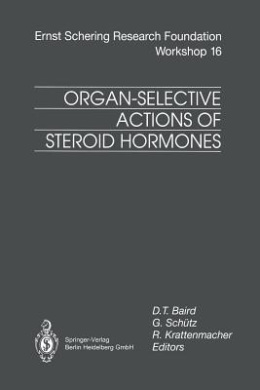 Ernst Schering Research Foundation
Workshop 16
ORGAN-SELECTIVE
ACTIONS OF
STEROID HORMONES
D.T. Baird
G. Schütz
R. Krattenmacher
Editors
Springer-Verlag
Berlin Heidelberg GmbH